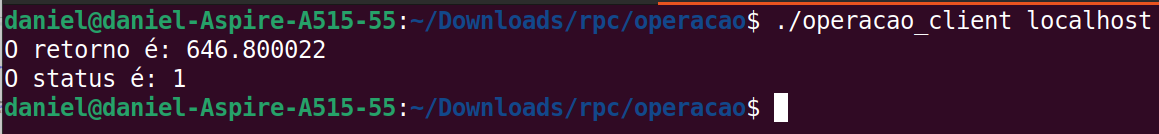 daniel@daniel-Aspire-A515-55:~/Downloads/rpc/operacao$ ./operacao_client localhost
O retorno é: 646.800022
O status é: 1
daniel@daniel-Aspire-A515-55:~/Downloads/rpc/operacao$